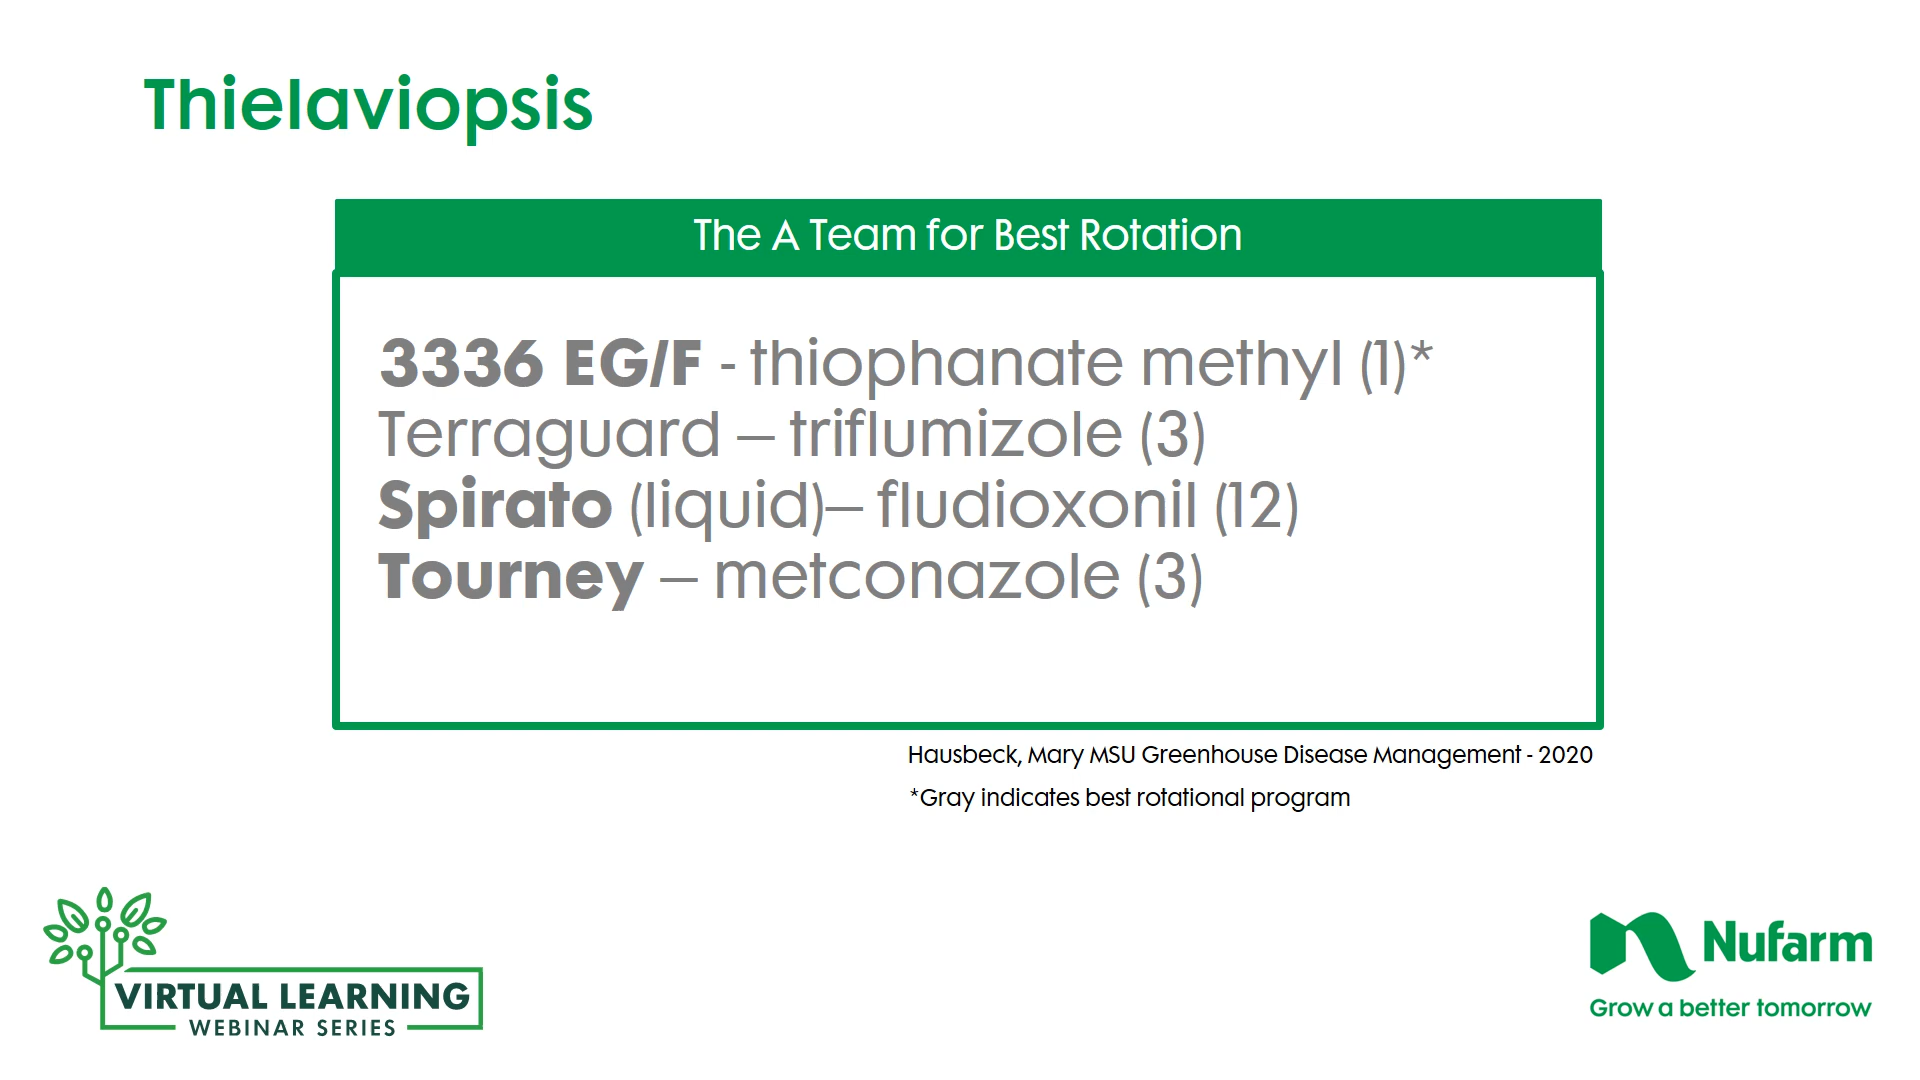 Thielaviopsis
The A Team for Best Rotation
3336 EG/F - thiophanate methyl (1)*
Terraguard – triflumizole (3)
Spirato (liquid)– fludioxonil (12)
Tourney – metconazole (3)
Hausbeck, Mary MSU Greenhouse Disease Management - 2020
*Gray indicates best rotational program
VIRTUAL LEARNING
WEBINAR SERIES
Nufarm
Grow a better tomorrow